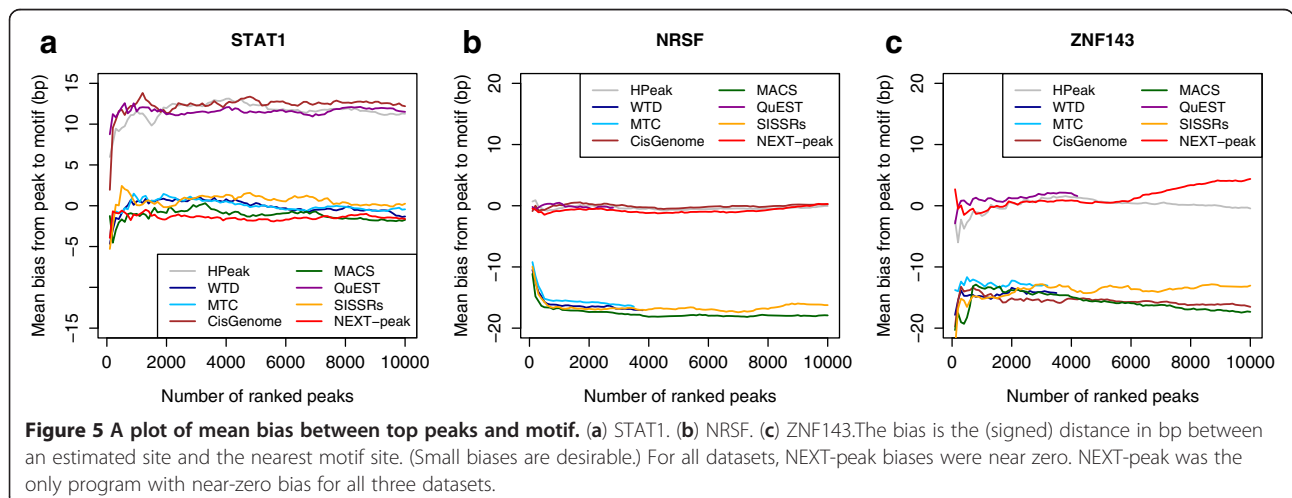 a
STAT1
Mean bias from peak to motif (bp)
15
10
5
0
−5
−15
HPeak
WTD
MTC
CisGenome
MACS
QuEST
SISSRs
NEXT−peak
0 2000 4000 6000 8000 10000
Number of ranked peaks
b
NRSF
Mean bias from peak to motif (bp)
20
10
0
−10
−20
HPeak
WTD
MTC
CisGenome
MACS
QuEST
SISSRs
NEXT−peak
0 2000 4000 6000 8000 10000
Number of ranked peaks
c
ZNF143
Mean bias from peak to motif (bp)
20
10
0
−10
−20
HPeak
WTD
MTC
CisGenome
MACS
QuEST
SISSRs
NEXT−peak
0 2000 4000 6000 8000 10000
Number of ranked peaks
Figure 5 A plot of mean bias between top peaks and motif. (a) STAT1. (b) NRSF. (c) ZNF143.The bias is the (signed) distance in bp between
an estimated site and the nearest motif site. (Small biases are desirable.) For all datasets, NEXT-peak biases were near zero. NEXT-peak was the
only program with near-zero bias for all three datasets.